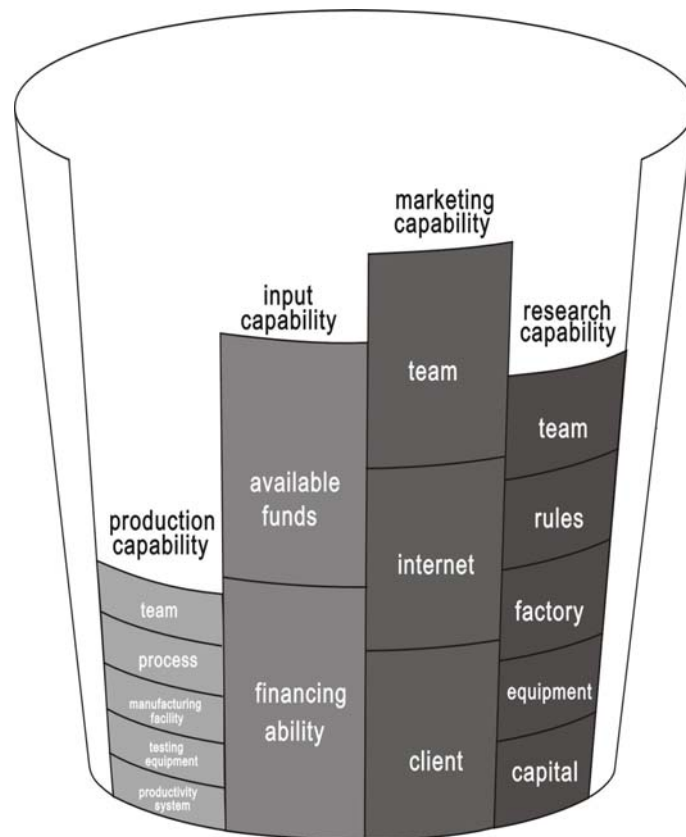 marketing
capability
team
internet
client
input
capability
available
funds
financing
ability
research
capability
team
rules
factory
equipment
capital
production
capability
team
process
manufacturing
facility
testing
equipment
productivity
system